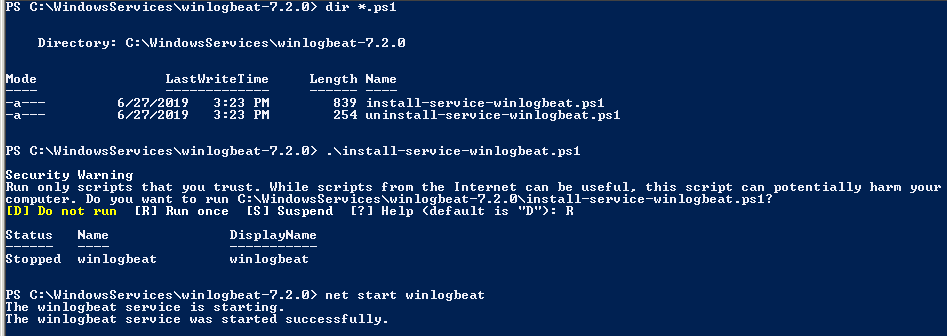 PS C:\WindowsServices\winlogbeat-7.2.0> dir *.ps1
Directory: C:\WindowsServices\winlogbeat-7.2.0
Mode LastWriteTime Length Name
---- ------------- ------ ----
-a--- 6/27/2019 3:23 PM 839 install-service-winlogbeat.ps1
-a--- 6/27/2019 3:23 PM 254 uninstall-service-winlogbeat.ps1
PS C:\WindowsServices\winlogbeat-7.2.0> .\install-service-winlogbeat.ps1
Security Warning
Run only scripts that you trust. While scripts from the Internet can be useful, this script can potentially harm your
computer. Do you want to run C:\WindowsServices\winlogbeat-7.2.0\install-service-winlogbeat.ps1?
[D] Do not run [R] Run once [S] Suspend [?] Help (default is "D"): R
Status Name DisplayName
------ ---- -----------
Stopped winlogbeat winlogbeat
PS C:\WindowsServices\winlogbeat-7.2.0> net start winlogbeat
The winlogbeat service is starting.
The winlogbeat service was started successfully.